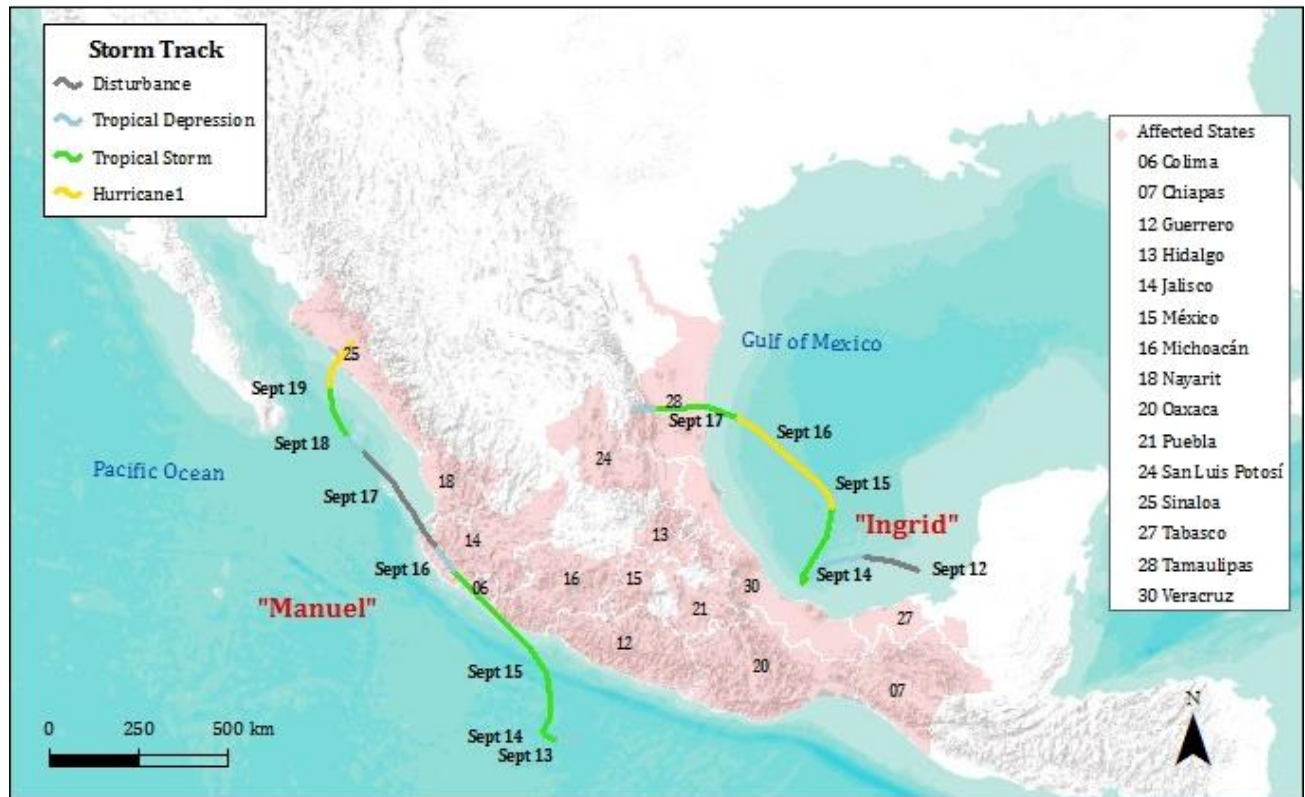 Storm Track
Disturbance
Tropical Depression
Tropical Storm
Hurricane1
Affected States
06 Colima
07 Chiapas
12 Guerrero
13 Hidalgo
14 Jalisco
15 México
16 Michoacán
18 Nayarit
20 Oaxaca
21 Puebla
24 San Luis Potosí
25 Sinaloa
27 Tabasco
28 Tamaulipas
30 Veracruz
Gulf of Mexico
25
Sept 19
28
Sept 17
Sept 16
Sept 18
Pacific Ocean
24
18
Sept 15
Sept 17
"Ingrid"
14
13
Sept 16
06
16
15
Sept 14
Sept 12
30
"Manuel"
21
27
12
Sept 15
20
07
N
0 250 500 km
Sept 14
Sept 13